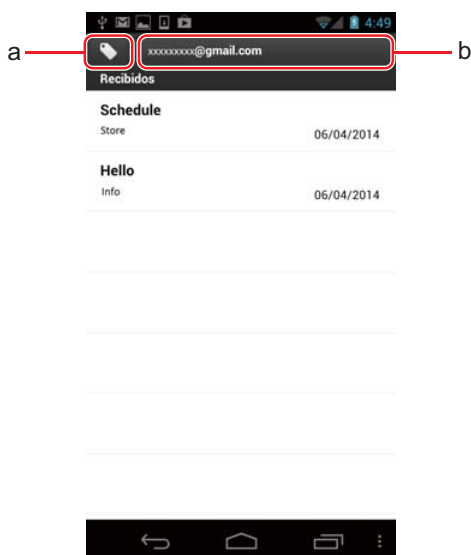 4:49
a
xxxxxxxxx@gmail.com
b
Recibidos
Schedule
Store
06/04/2014
Hello
Info
06/04/2014